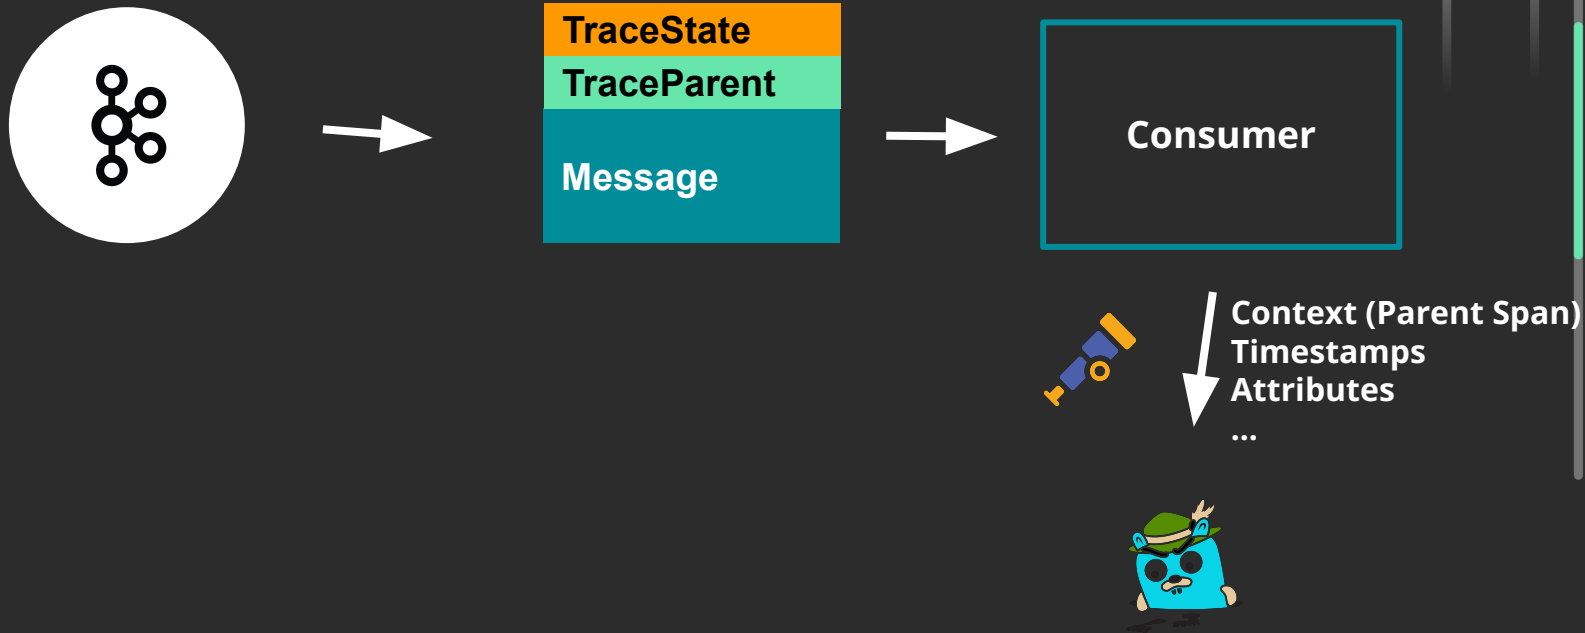 TraceState
TraceParent
Message
Consumer
Context (Parent Span)
Timestamps
Attributes
...